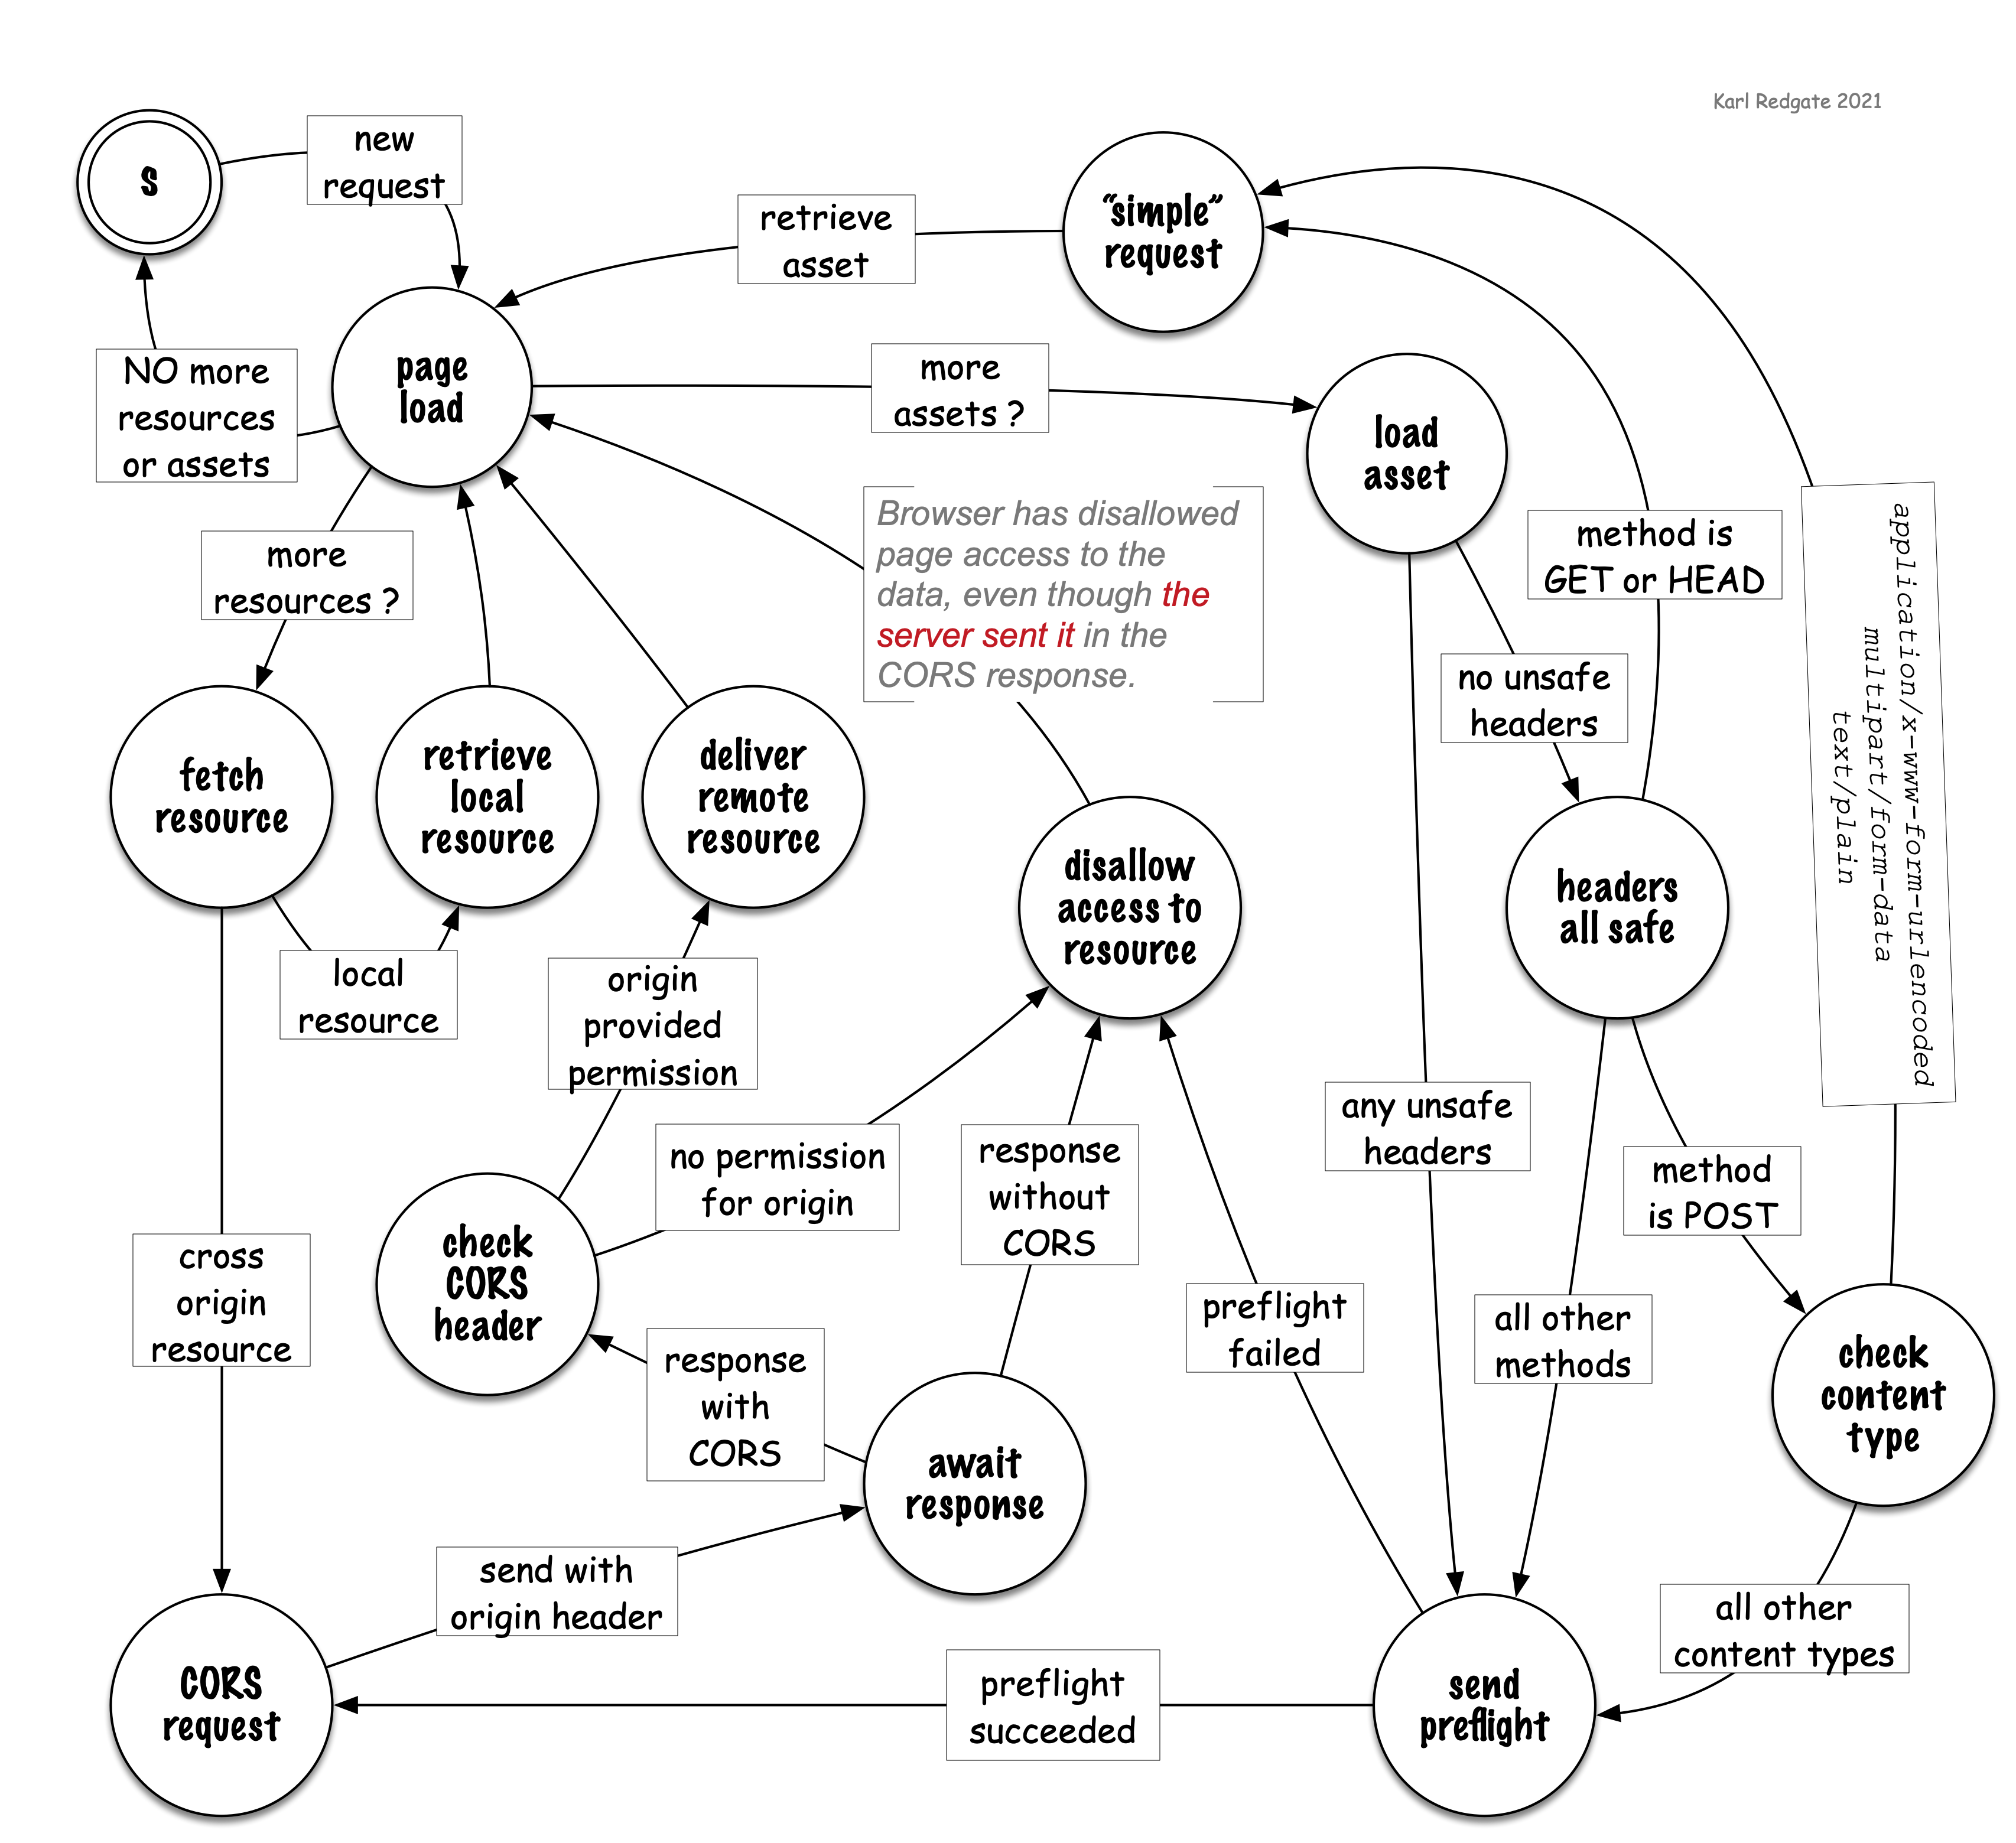 Karl Redgate 2021
S
new
request
"simple"
request
retrieve
asset
page
load
NO more
resources
or assets
more
assets ?
load
asset
Browser has disallowed
page access to the
data, even though the
server sent it in the
CORS response.
method is
GET or HEAD
application/x-www-form-urlencoded
multipart/form-data
text/plain
more
resources ?
no unsafe
headers
fetch
resource
retrieve
local
resource
deliver
remote
resource
disallow
access to
resource
headers
all safe
local
resource
origin
provided
permission
any unsafe
headers
no permission
for origin
response
without
CORS
method
is POST
cross
origin
resource
check
CORS
header
preflight
failed
all other
methods
response
with
CORS
check
content
type
await
response
send with
origin header
all other
content types
CORS
request
preflight
succeeded
send
preflight